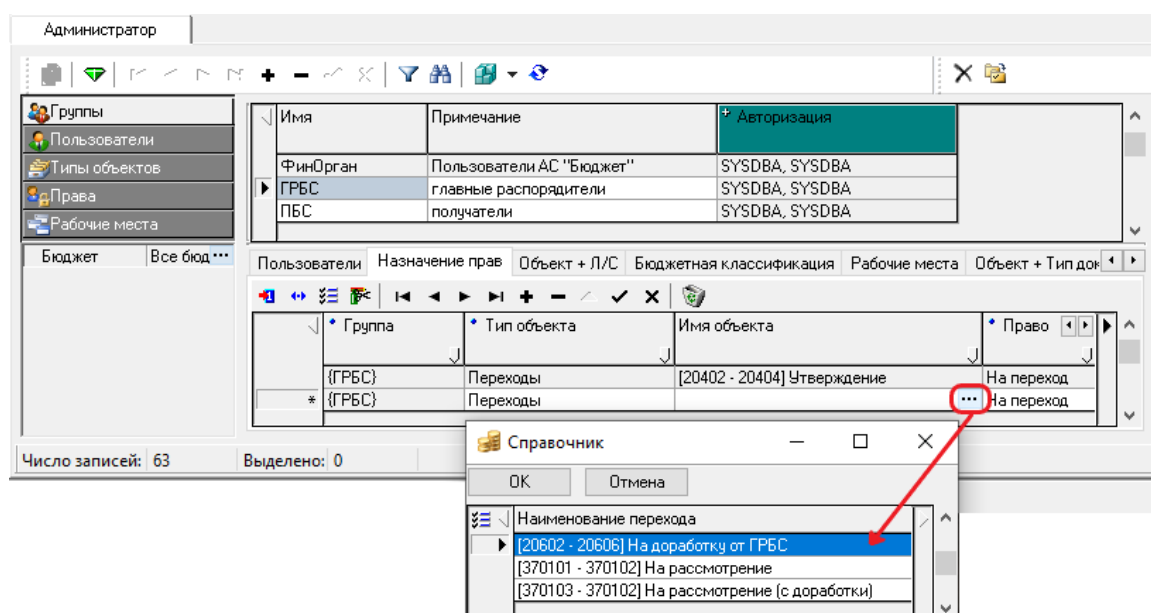 Администратор
Группы
Пользователи
Типы объектов
Права
Рабочие места
Бюджет Все бюд ...
Имя Примечание + Авторизация
ФинОрган Пользователи АС "Бюджет" SYSDBA, SYSDBA
ГРБС главные распорядители SYSDBA, SYSDBA
ПБС получатели SYSDBA, SYSDBA
Пользователи Назначение прав Объект + Л/С Бюджетная классификация Рабочие места Объект + Тип док
Группа Тип объекта Имя объекта Право
{ГРБС} Переходы [20402 - 20404] Утверждение На переход
* {ГРБС} Переходы ... На переход
Число записей: 63 Выделено: 0
Справочник
OK Отмена
Наименование перехода
[20602 - 20606] На доработку от ГРБС
[370101 - 370102] На рассмотрение
[370103 - 370102] На рассмотрение (с доработки)